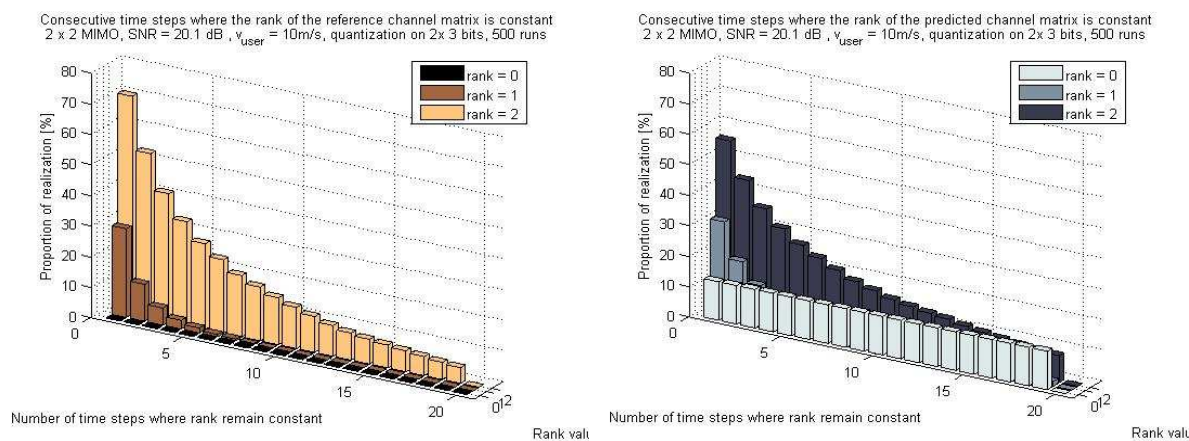 Consecutive time steps where the rank of the reference channel matrix is constant
2 x 2 MIMO, SNR = 20.1 dB , v_user = 10m/s, quantization on 2x 3 bits, 500 runs
80
70
60
50
40
30
20
10
0
Proportion of realization [%]
rank = 0
rank = 1
rank = 2
0
5
10
15
20
0
1
2
Number of time steps where rank remain constant
Rank valu
Consecutive time steps where the rank of the predicted channel matrix is constant
2 x 2 MIMO, SNR = 20.1 dB , v_user = 10m/s, quantization on 2x 3 bits, 500 runs
80
70
60
50
40
30
20
10
0
Proportion of realization [%]
rank = 0
rank = 1
rank = 2
0
5
10
15
20
0
1
2
Number of time steps where rank remain constant
Rank valu